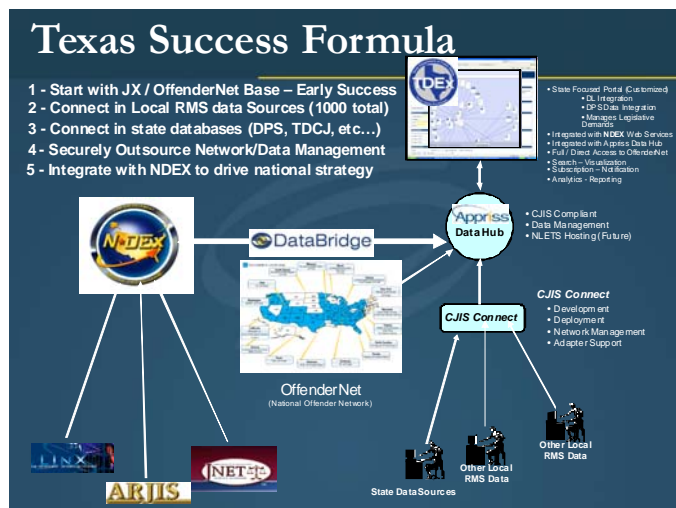 Texas Success Formula
1 - Start with JX / OffenderNet Base – Early Success
2 - Connect in Local RMS data Sources (1000 total)
3 - Connect in state databases (DPS, TDCJ, etc…)
4 - Securely Outsource Network/Data Management
5 - Integrate with NDEX to drive national strategy
TDEX
• State Focused Portal (Customized)
• DL Integration
• DPS Data Integration
• Manages Legislative
Demands
• Integrated with NDEX Web Services
• Integrated with Appriss Data Hub
• Full / Direct Access to OffenderNet
• Search – Visualization
• Subscription – Notification
• Analytics - Reporting
N-DEx
DataBridge
Appriss
Data Hub
• CJIS Compliant
• Data Management
• NLETS Hosting (Future)
CJIS Connect
CJIS Connect
• Development
• Deployment
• Network Management
• Adapter Support
OffenderNet
(National Offender Network)
LINX
ARJIS
JNET
State Data Sources
Other Local
RMS Data
Other Local
RMS Data